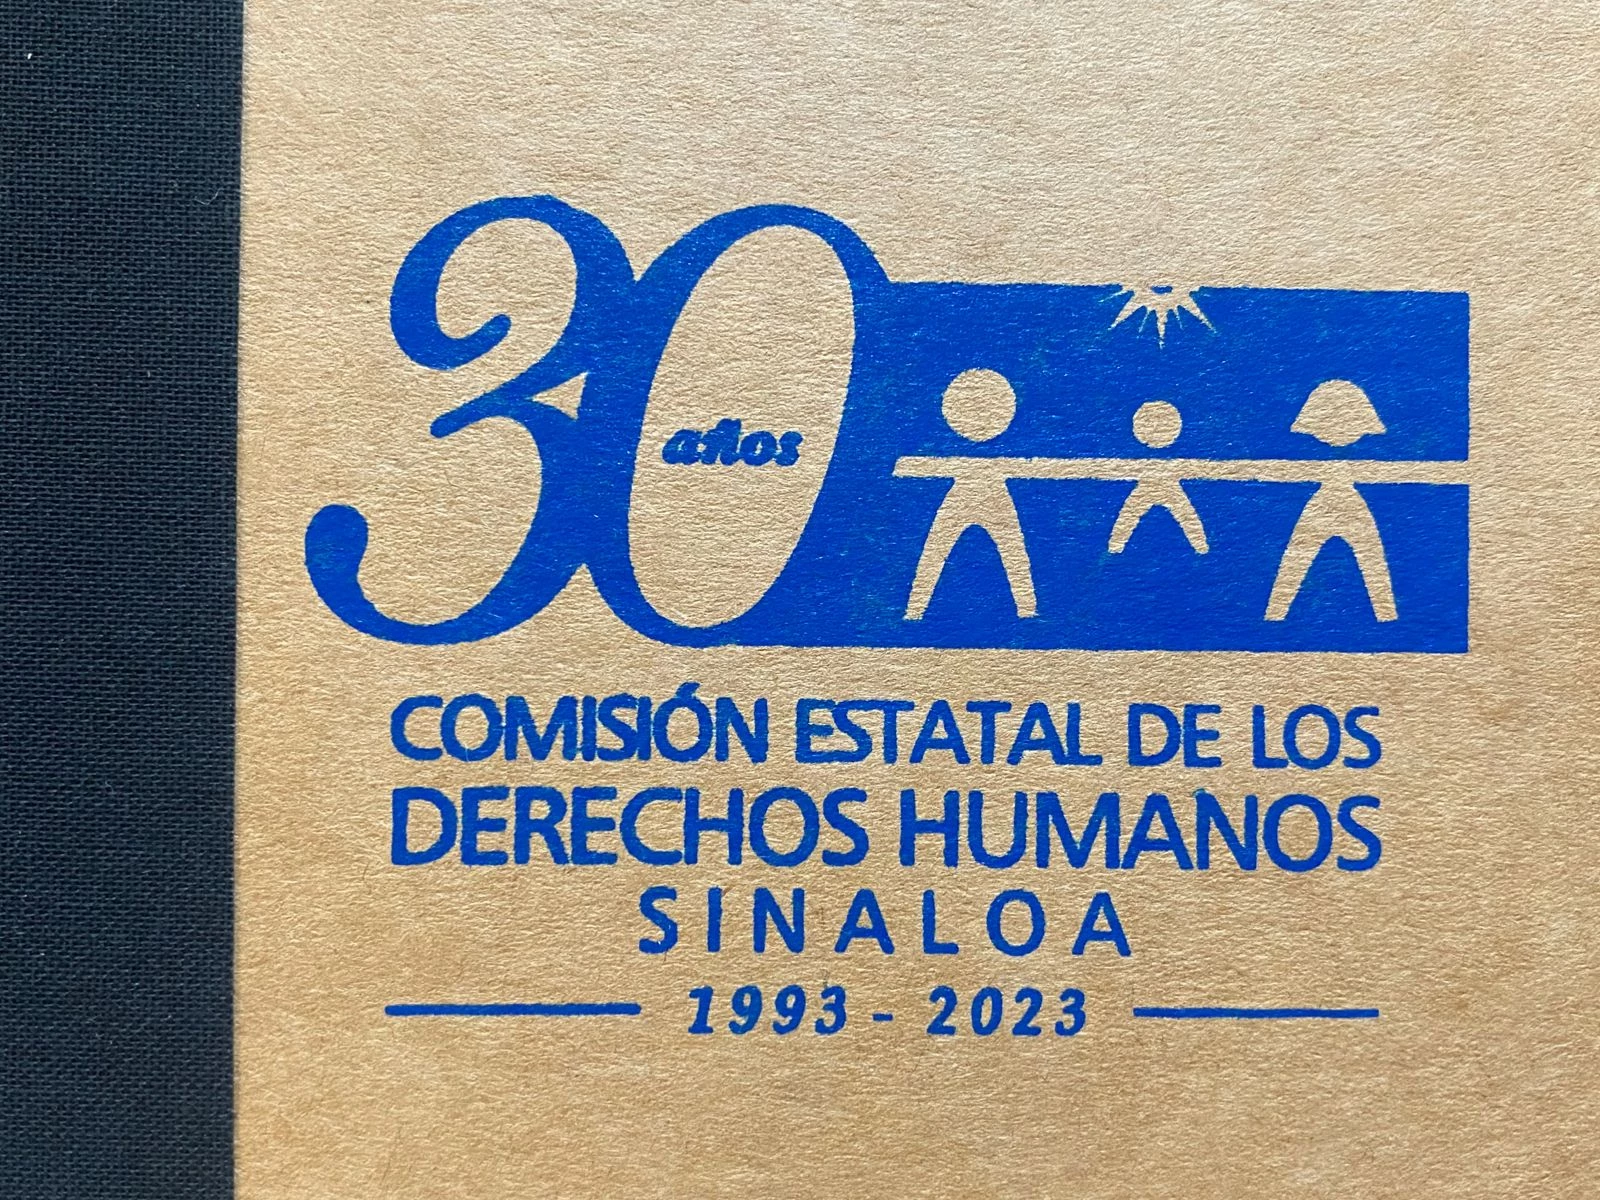 30
años
COMISIÓN ESTATAL DE LOS
DERECHOS HUMANOS
SINALOA
1993 - 2023